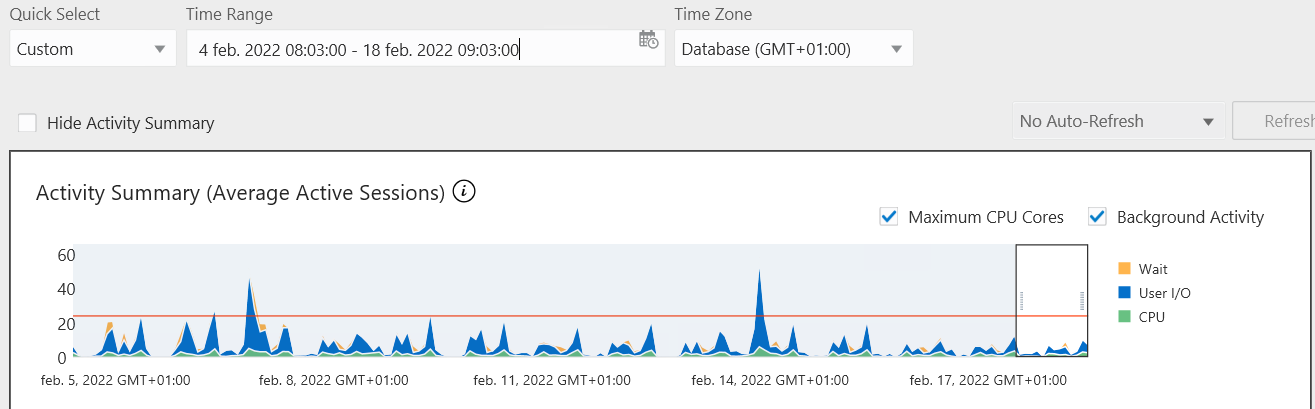 Quick Select Time Range Time Zone
Custom 4 feb. 2022 08:03:00 - 18 feb. 2022 09:03:00 Database (GMT+01:00)
Hide Activity Summary No Auto-Refresh Refresh
Activity Summary (Average Active Sessions) i
Maximum CPU Cores Background Activity
60
40
20
0
Wait
User I/O
CPU
feb. 5, 2022 GMT+01:00 feb. 8, 2022 GMT+01:00 feb. 11, 2022 GMT+01:00 feb. 14, 2022 GMT+01:00 feb. 17, 2022 GMT+01:00